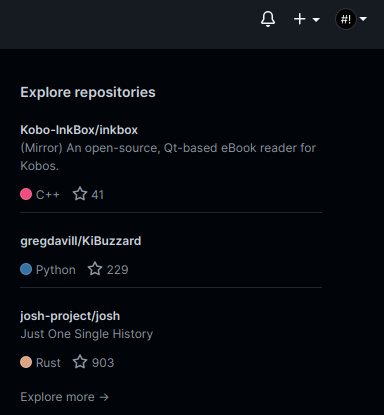 #!
Explore repositories
Kobo-InkBox/inkbox
(Mirror) An open-source, Qt-based eBook reader for
Kobos.
C++ 41
gregdavill/KiBuzzard
Python 229
josh-project/josh
Just One Single History
Rust 903
Explore more →